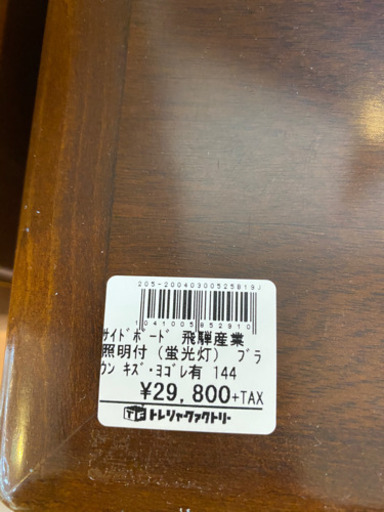 205-20040300525819J
1041005852910
ｻｲﾄﾞﾎﾞｰﾄﾞ 飛騨産業
照明付（蛍光灯） ﾌﾞﾗ
ｳﾝ ｷｽﾞ・ﾖｺﾞﾚ有 144
¥29,800+TAX
TF トレジャーファクトリー